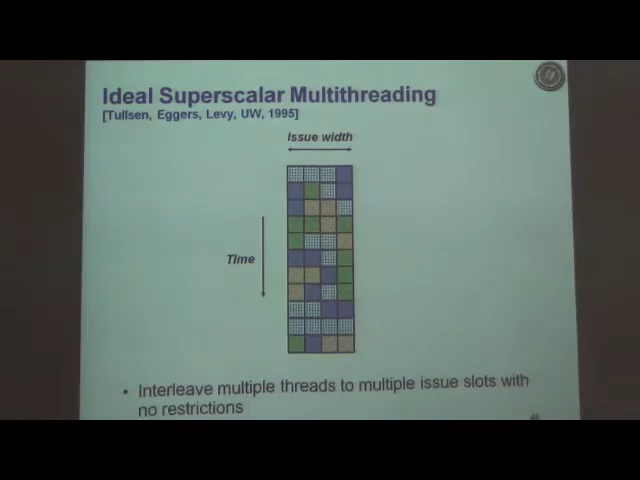 Ideal Superscalar Multithreading
[Tullsen, Eggers, Levy, UW, 1995]
Issue width
Time
• Interleave multiple threads to multiple issue slots with
no restrictions